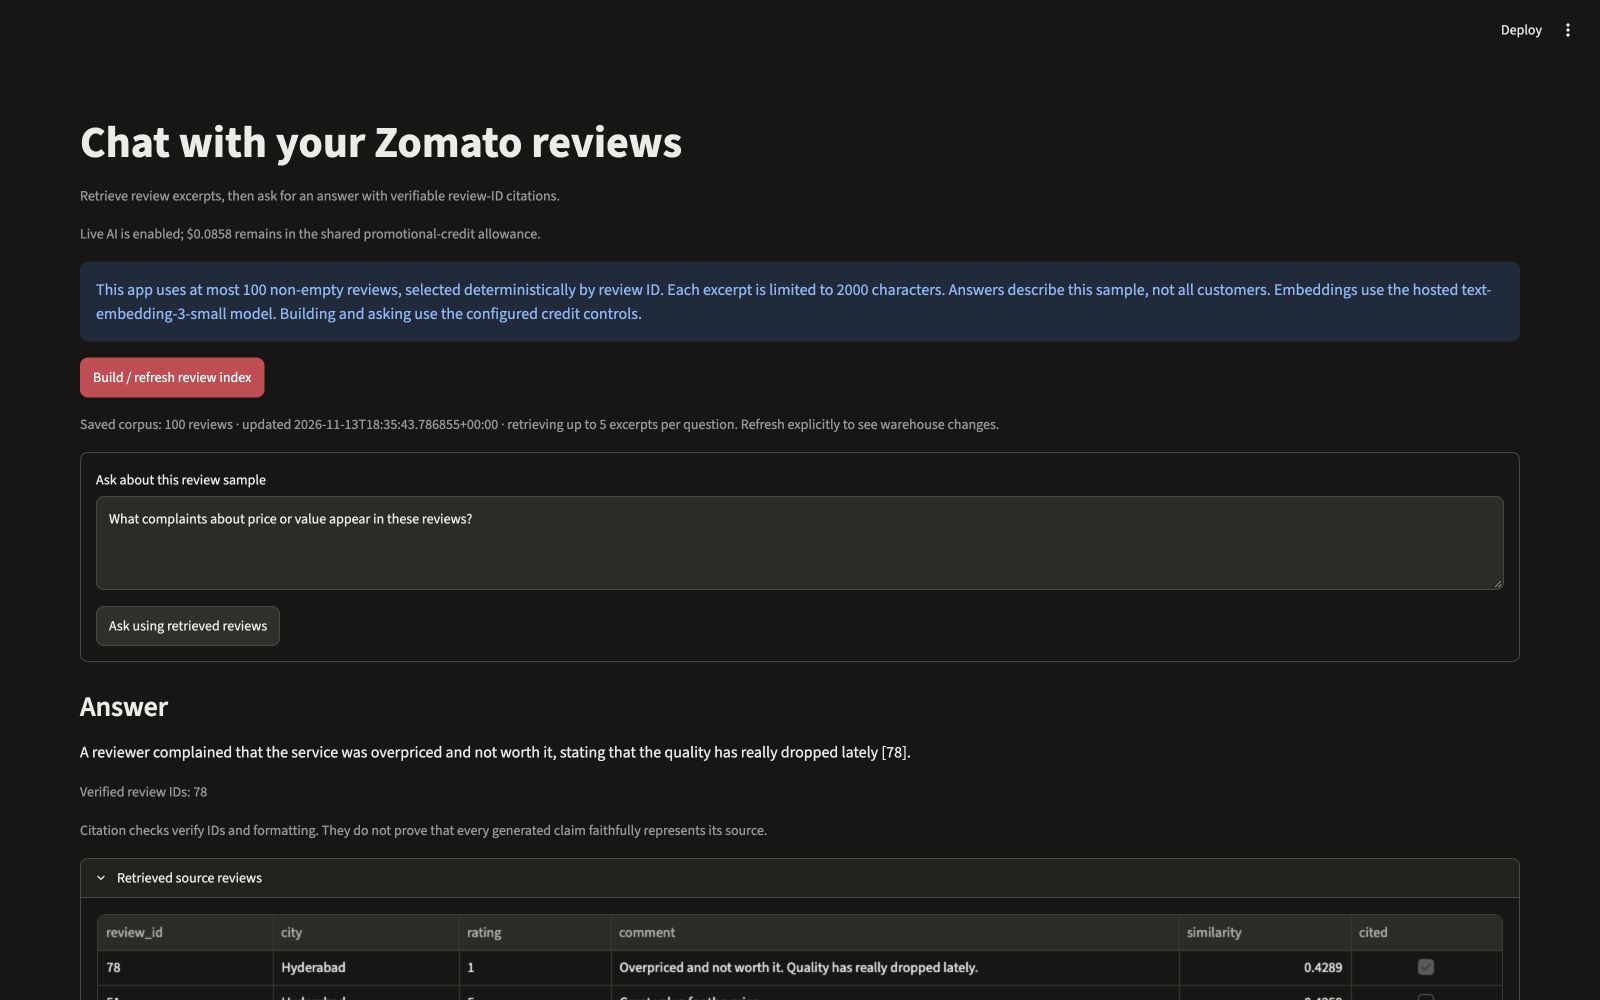 Deploy
Chat with your Zomato reviews
Retrieve review excerpts, then ask for an answer with verifiable review-ID citations.
Live AI is enabled; $0.0858 remains in the shared promotional-credit allowance.
This app uses at most 100 non-empty reviews, selected deterministically by review ID. Each excerpt is limited to 2000 characters. Answers describe this sample, not all customers. Embeddings use the hosted text-
embedding-3-small model. Building and asking use the configured credit controls.
Build / refresh review index
Saved corpus: 100 reviews · updated 2026-11-13T18:35:43.786855+00:00 · retrieving up to 5 excerpts per question. Refresh explicitly to see warehouse changes.
Ask about this review sample
What complaints about price or value appear in these reviews?
Ask using retrieved reviews
Answer
A reviewer complained that the service was overpriced and not worth it, stating that the quality has really dropped lately [78].
Verified review IDs: 78
Citation checks verify IDs and formatting. They do not prove that every generated claim faithfully represents its source.
Retrieved source reviews
review_id city rating comment similarity cited
78 Hyderabad 1 Overpriced and not worth it. Quality has really dropped lately. 0.4289